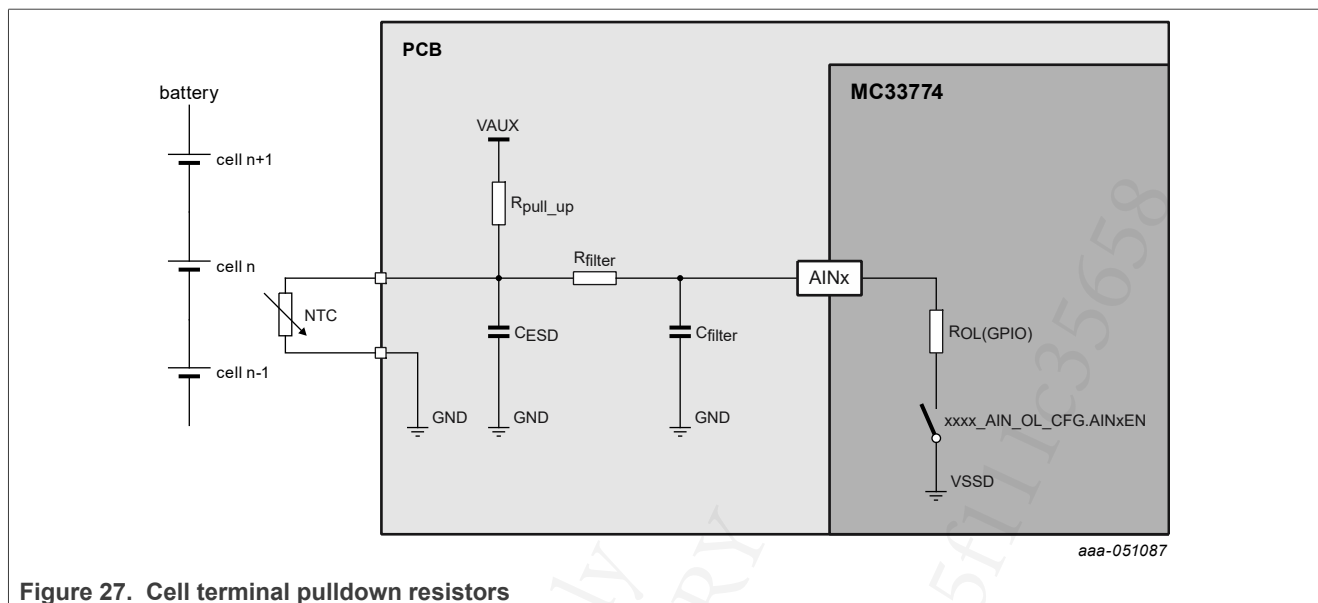 PCB
MC33774
battery
VAUX
cell n+1
Rpull_up
Rfilter
cell n
AINx
NTC
CESD
Cfilter
ROL(GPIO)
cell n-1
GND
GND
GND
xxxx_AIN_OL_CFG.AINxEN
VSSD
aaa-051087
Figure 27. Cell terminal pulldown resistors